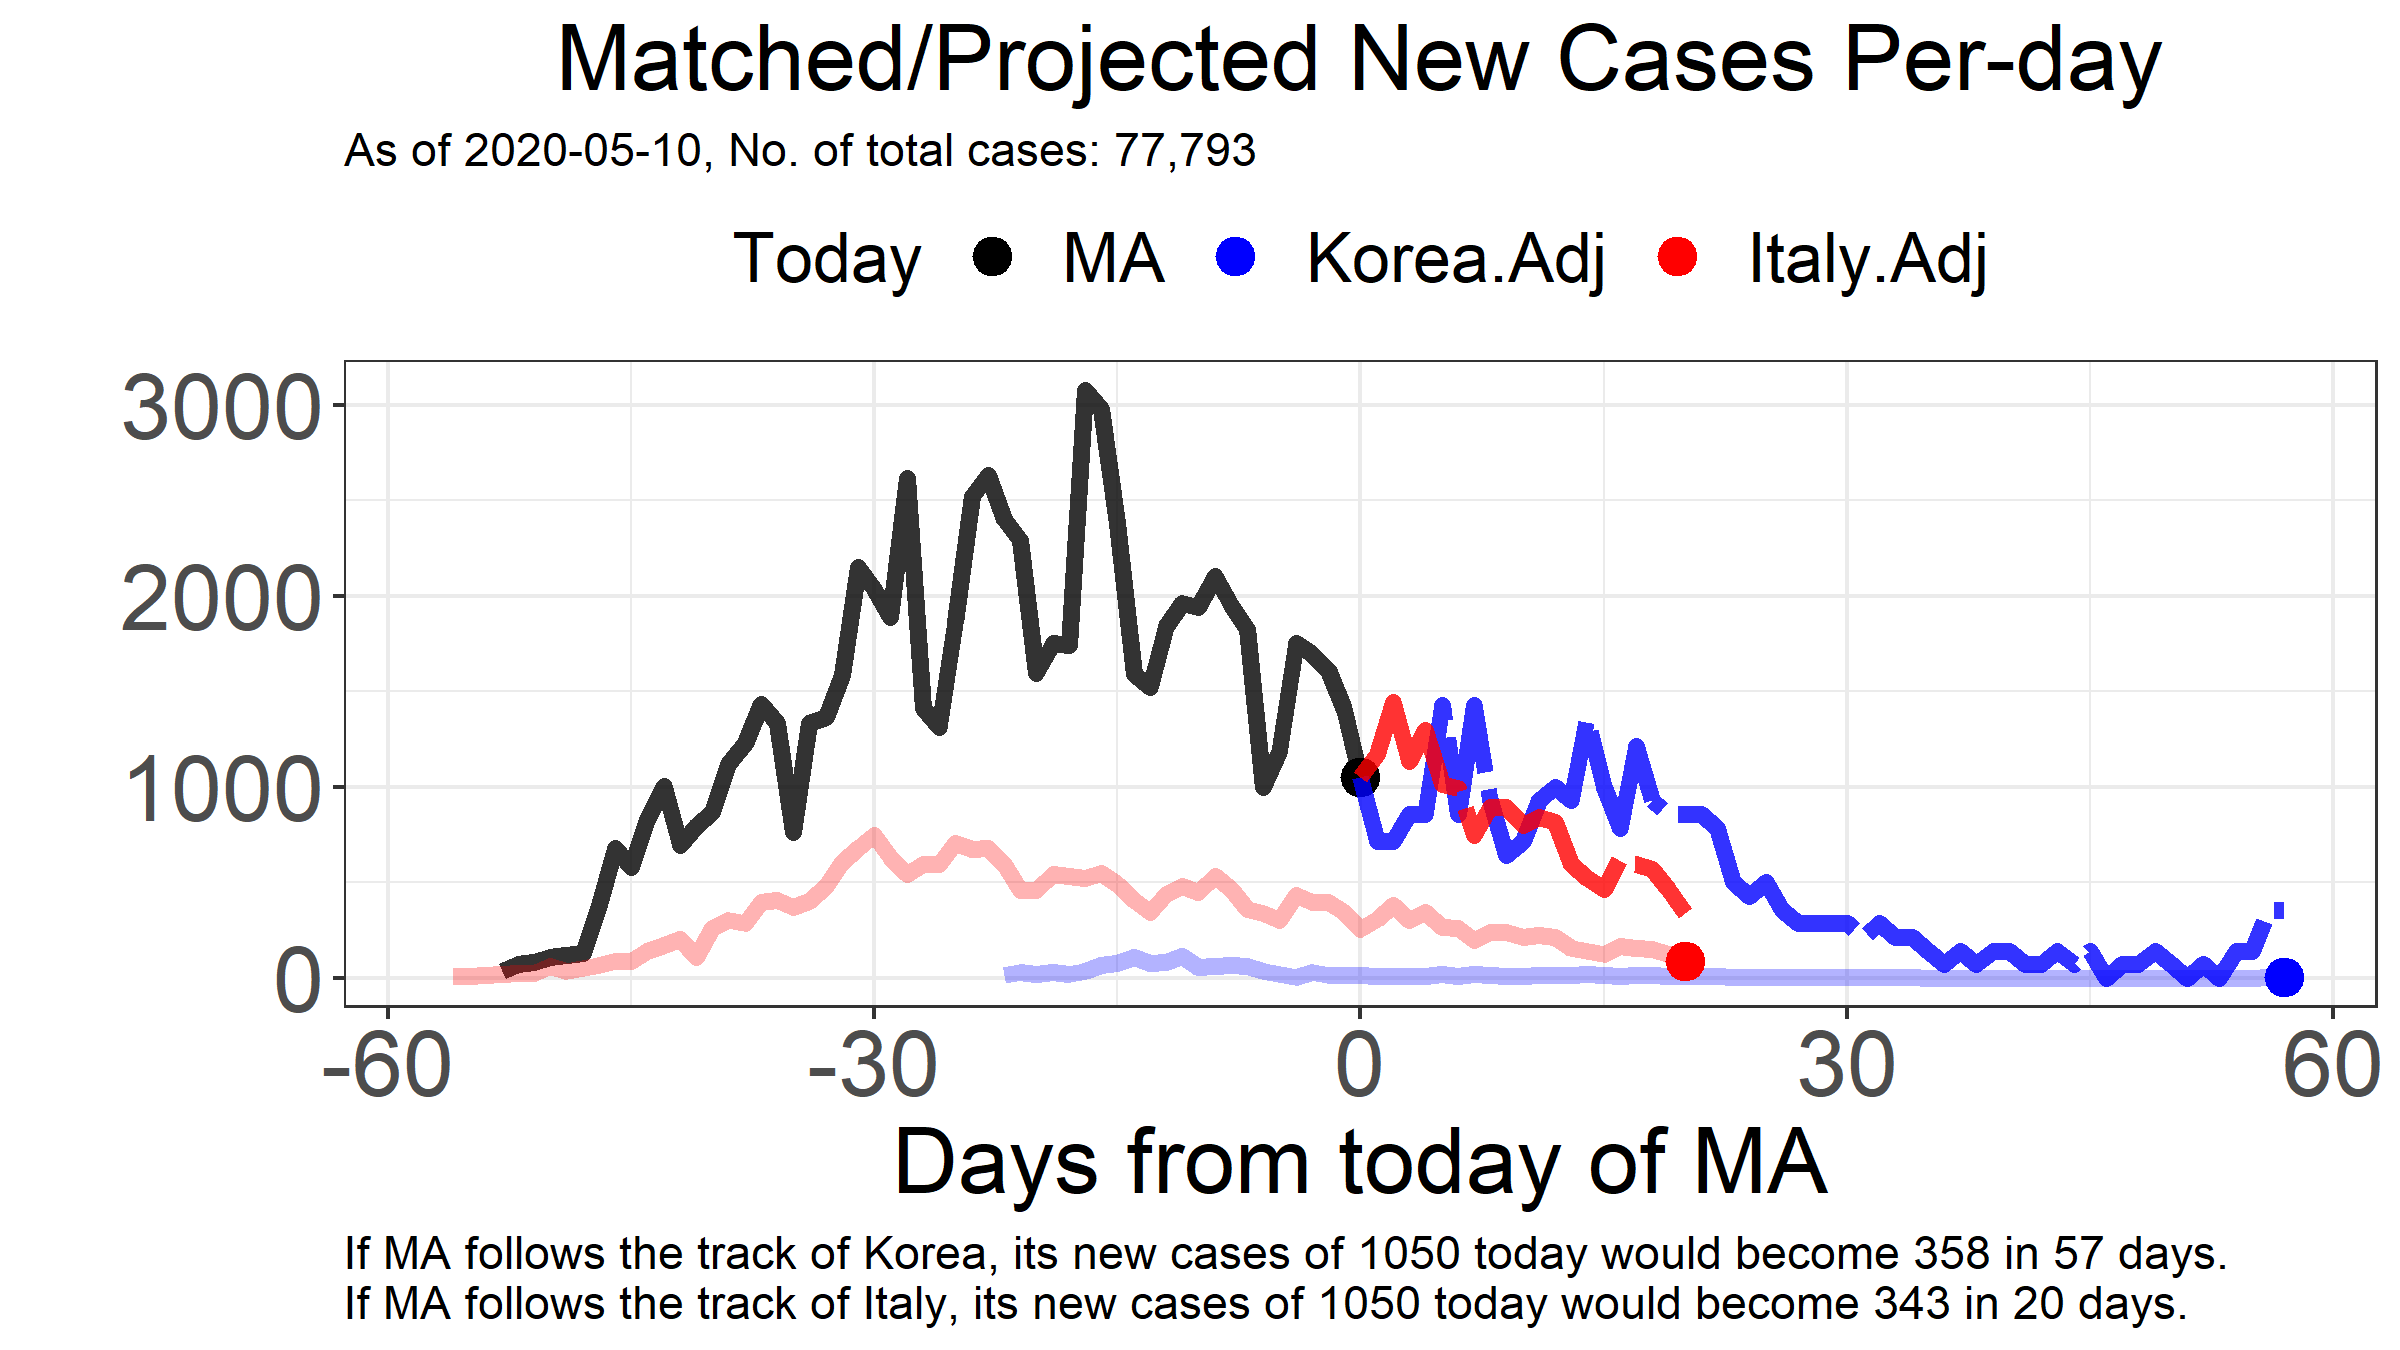 Matched/Projected New Cases Per-day
As of 2020-05-10, No. of total cases: 77,793
Today MA Korea.Adj Italy.Adj
3000
2000
1000
0
-60 -30 0 30 60
Days from today of MA
If MA follows the track of Korea, its new cases of 1050 today would become 358 in 57 days.
If MA follows the track of Italy, its new cases of 1050 today would become 343 in 20 days.